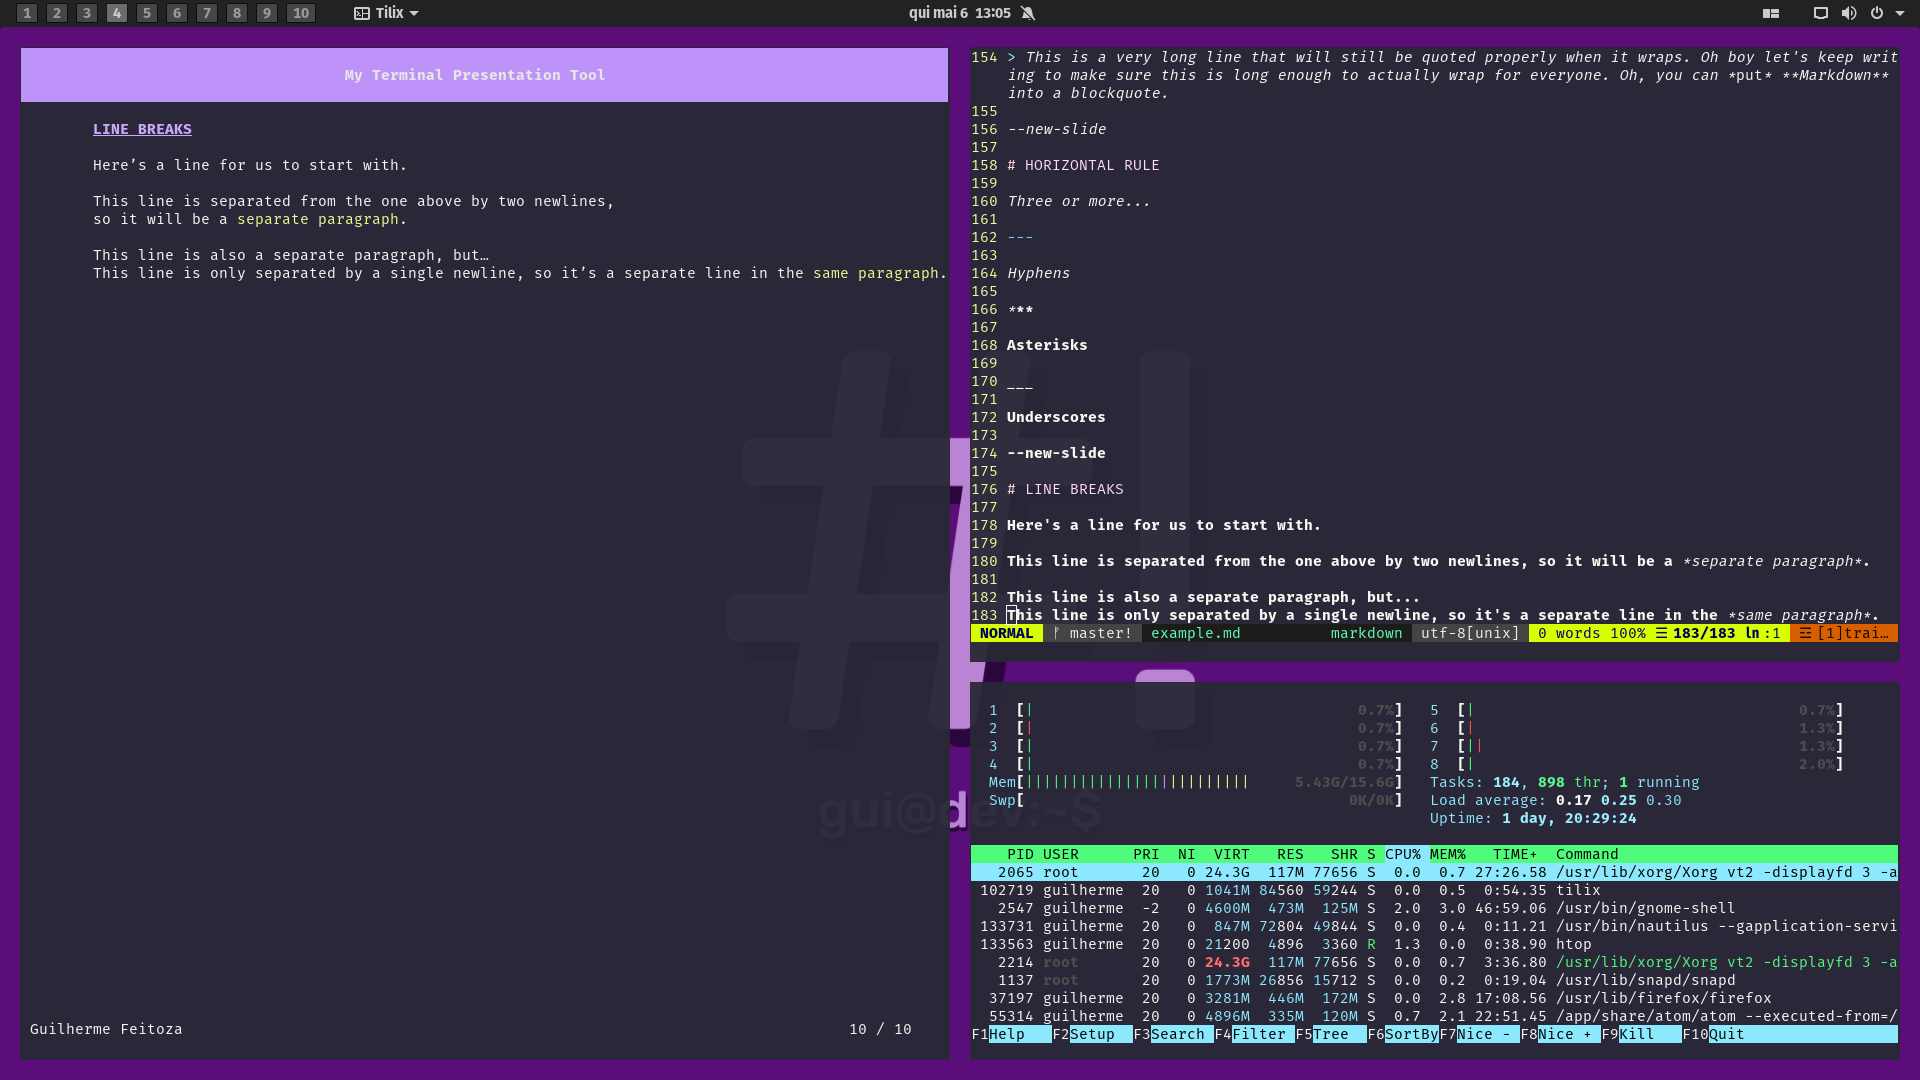 1 2 3 4 5 6 7 8 9 10 Tilix qui mai 6 13:05
My Terminal Presentation Tool
LINE BREAKS
Here’s a line for us to start with.
This line is separated from the one above by two newlines,
so it will be a separate paragraph.
This line is also a separate paragraph, but…
This line is only separated by a single newline, so it’s a separate line in the same paragraph.
Guilherme Feitoza 10 / 10
154 > This is a very long line that will still be quoted properly when it wraps. Oh boy let's keep writ
ing to make sure this is long enough to actually wrap for everyone. Oh, you can *put* **Markdown**
into a blockquote.
155
156 --new-slide
157
158 # HORIZONTAL RULE
159
160 Three or more...
161
162 ---
163
164 Hyphens
165
166 ***
167
168 Asterisks
169
170 ___
171
172 Underscores
173
174 --new-slide
175
176 # LINE BREAKS
177
178 Here's a line for us to start with.
179
180 This line is separated from the one above by two newlines, so it will be a *separate paragraph*.
181
182 This line is also a separate paragraph, but...
183 This line is only separated by a single newline, so it's a separate line in the *same paragraph*.
NORMAL ᚠ master! example.md markdown utf-8[unix] 0 words 100% ☰ 183/183 ln :1 ☲ [1]trai…
1 [| 0.7%] 5 [| 0.7%]
2 [| 0.7%] 6 [| 1.3%]
3 [| 0.7%] 7 [|| 1.3%]
4 [| 0.7%] 8 [| 2.0%]
Mem[||||||||||||||||||||||||| 5.43G/15.6G] Tasks: 184, 898 thr; 1 running
Swp[ 0K/0K] Load average: 0.17 0.25 0.30
Uptime: 1 day, 20:29:24
gui@dev:~$
PID USER PRI NI VIRT RES SHR S CPU% MEM% TIME+ Command
2065 root 20 0 24.3G 117M 77656 S 0.0 0.7 27:26.58 /usr/lib/xorg/Xorg vt2 -displayfd 3 -a
102719 guilherme 20 0 1041M 84560 59244 S 0.0 0.5 0:54.35 tilix
2547 guilherme -2 0 4600M 473M 125M S 2.0 3.0 46:59.06 /usr/bin/gnome-shell
133731 guilherme 20 0 847M 72804 49844 S 0.0 0.4 0:11.21 /usr/bin/nautilus --gapplication-servi
133563 guilherme 20 0 21200 4896 3360 R 1.3 0.0 0:38.90 htop
2214 root 20 0 24.3G 117M 77656 S 0.0 0.7 3:36.80 /usr/lib/xorg/Xorg vt2 -displayfd 3 -a
1137 root 20 0 1773M 26856 15712 S 0.0 0.2 0:19.04 /usr/lib/snapd/snapd
37197 guilherme 20 0 3281M 446M 172M S 0.0 2.8 17:08.56 /usr/lib/firefox/firefox
55314 guilherme 20 0 4896M 335M 120M S 0.7 2.1 22:51.45 /app/share/atom/atom --executed-from=/
F1Help F2Setup F3Search F4Filter F5Tree F6SortBy F7Nice - F8Nice + F9Kill F10Quit